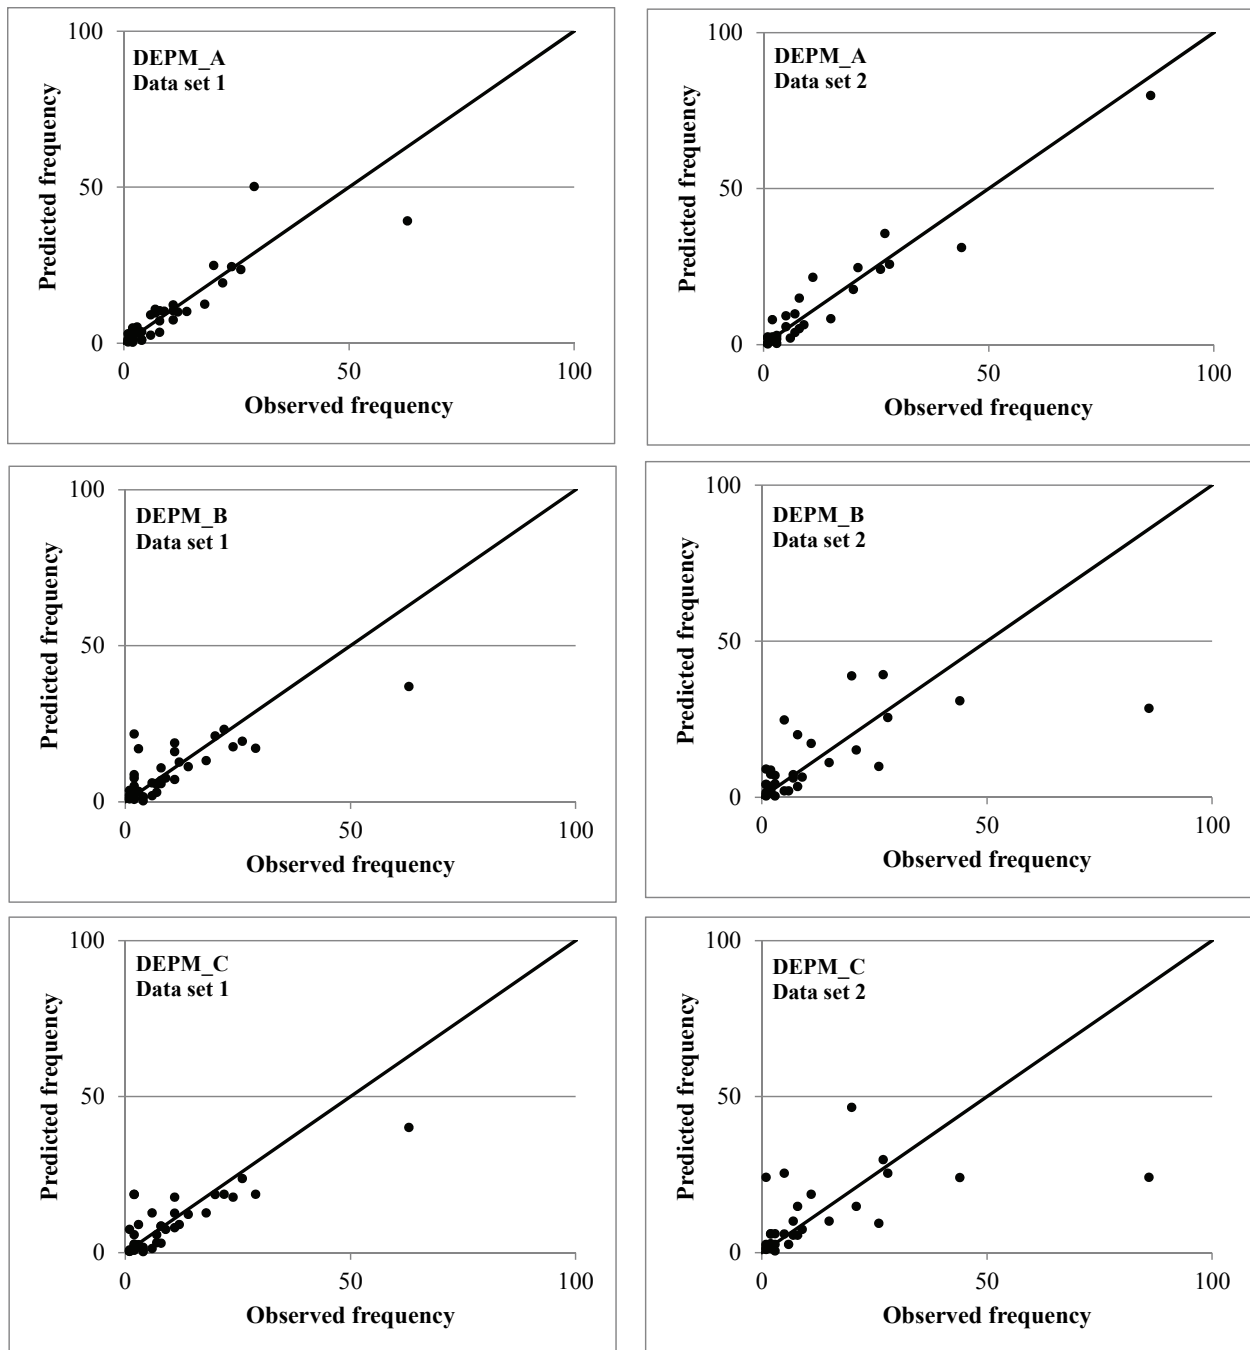 DEPM_A
Data set 1
Predicted frequency
100
50
0
0
50
100
Observed frequency
DEPM_A
Data set 2
Predicted frequency
100
50
0
0
50
100
Observed frequency
DEPM_B
Data set 1
Predicted frequency
100
50
0
0
50
100
Observed frequency
DEPM_B
Data set 2
Predicted frequency
100
50
0
0
50
100
Observed frequency
DEPM_C
Data set 1
Predicted frequency
100
50
0
0
50
100
Observed frequency
DEPM_C
Data set 2
Predicted frequency
100
50
0
0
50
100
Observed frequency